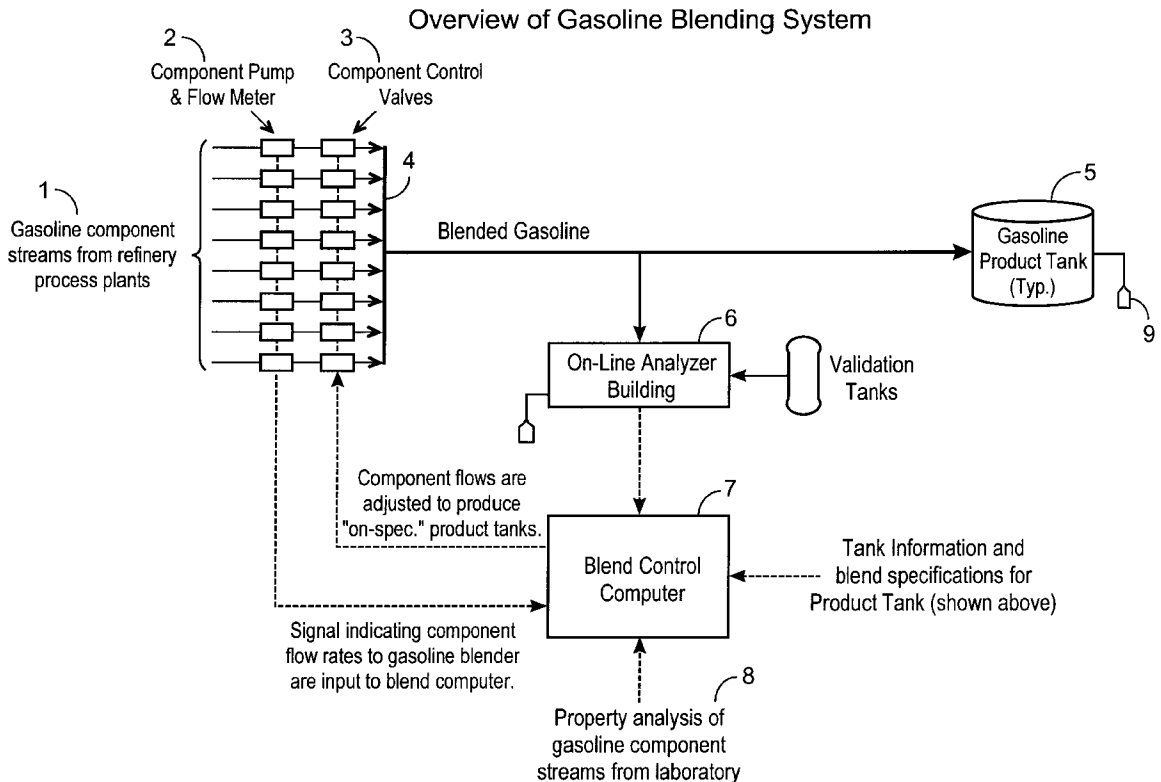 Overview of Gasoline Blending System
2
Component Pump
& Flow Meter
3
Component Control
Valves
4
1
Gasoline component
streams from refinery
process plants
Blended Gasoline
5
Gasoline
Product Tank
(Typ.)
9
6
On-Line Analyzer
Building
Validation
Tanks
Component flows are
adjusted to produce
"on-spec." product tanks.
7
Blend Control
Computer
Tank Information and
blend specifications for
Product Tank (shown above)
Signal indicating component
flow rates to gasoline blender
are input to blend computer.
8
Property analysis of
gasoline component
streams from laboratory